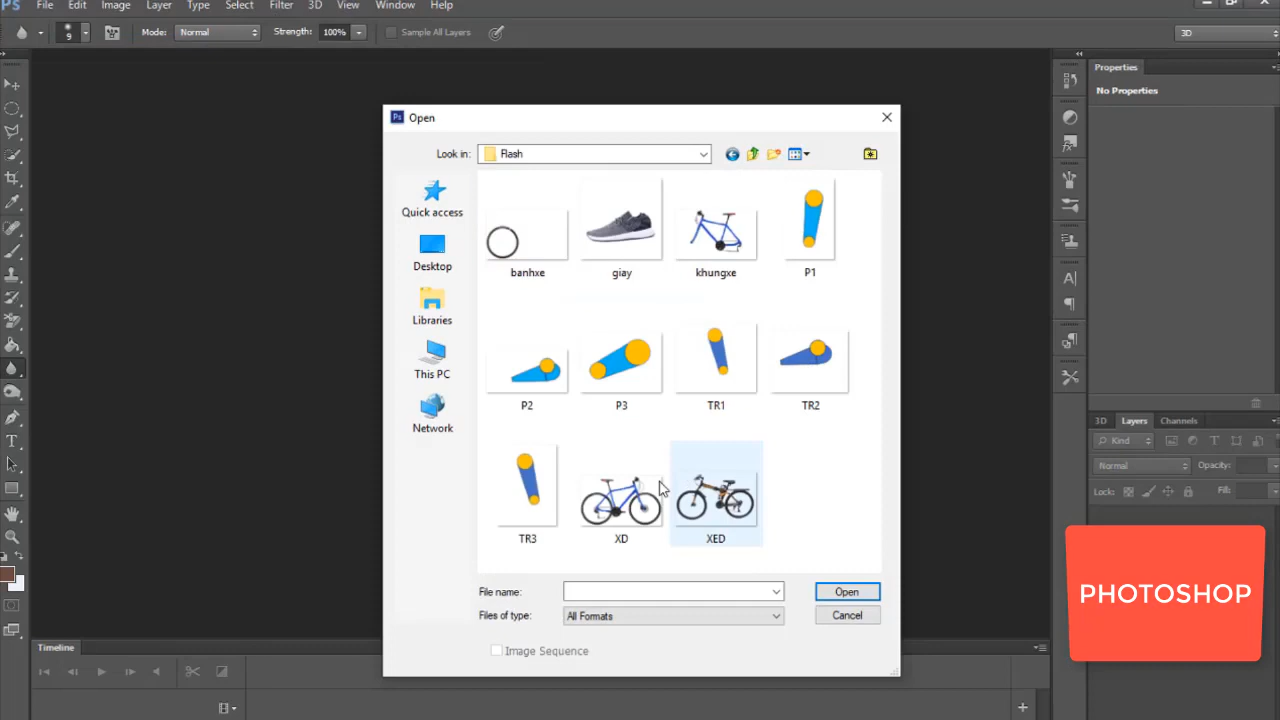 PS File Edit Image Layer Type Select Filter 3D View Window Help
9 Mode: Normal Strength: 100% Sample All Layers 3D
Properties
No Properties
Open
Look in: Flash
Quick access
Desktop
Libraries
This PC
Network
banhxe giay khungxe P1
P2 P3 TR1 TR2
TR3 XD XED
File name: Open
Files of type: All Formats Cancel
Image Sequence
3D Layers Channels
Kind
Normal Opacity:
Lock: Fill:
PHOTOSHOP
Timeline